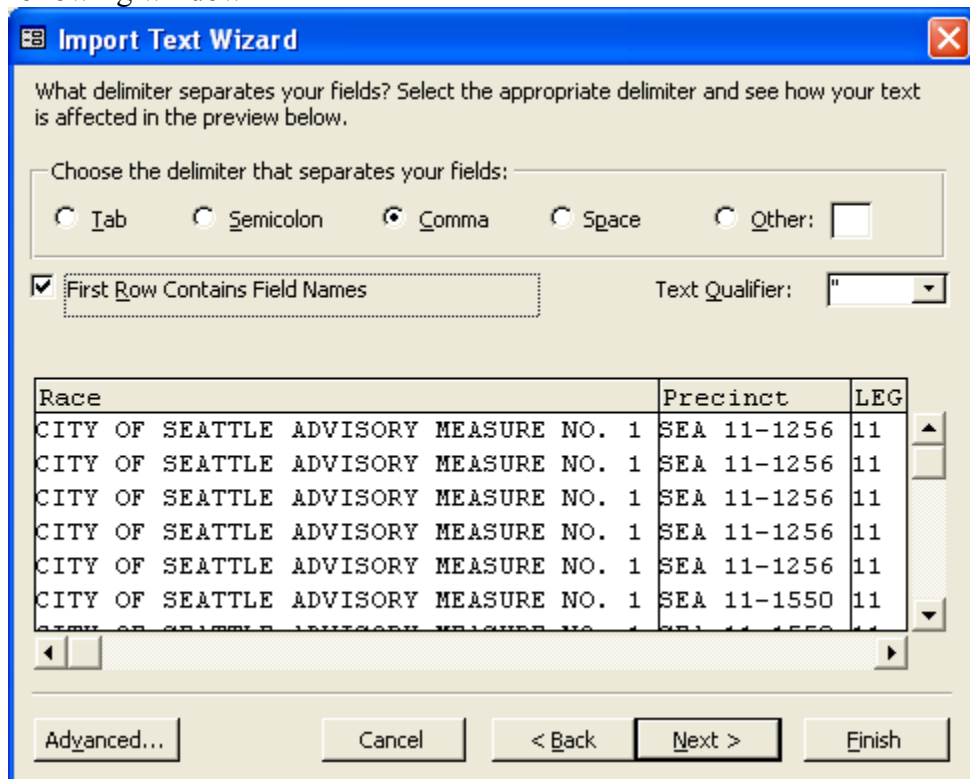 Import Text Wizard
What delimiter separates your fields? Select the appropriate delimiter and see how your text
is affected in the preview below.
Choose the delimiter that separates your fields:
Tab Semicolon Comma Space Other:
First Row Contains Field Names Text Qualifier: "
Race Precinct LEG
CITY OF SEATTLE ADVISORY MEASURE NO. 1 SEA 11-1256 11
CITY OF SEATTLE ADVISORY MEASURE NO. 1 SEA 11-1256 11
CITY OF SEATTLE ADVISORY MEASURE NO. 1 SEA 11-1256 11
CITY OF SEATTLE ADVISORY MEASURE NO. 1 SEA 11-1256 11
CITY OF SEATTLE ADVISORY MEASURE NO. 1 SEA 11-1256 11
CITY OF SEATTLE ADVISORY MEASURE NO. 1 SEA 11-1550 11
Advanced... Cancel < Back Next > Finish